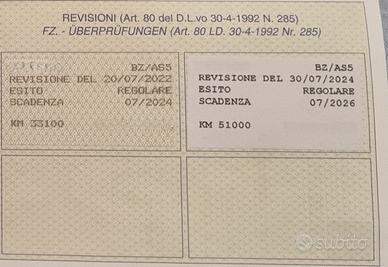 REVISIONI (Art. 80 del D.L.vo 30-4-1992 N. 285)
FZ. - ÜBERPRÜFUNGEN (Art. 80 LD. 30-4-1992 Nr. 285)
BZ/AS5
REVISIONE DEL 20/07/2022
ESITO REGOLARE
SCADENZA 07/2024
KM 33100
BZ/AS5
REVISIONE DEL 30/07/2024
ESITO REGOLARE
SCADENZA 07/2026
KM 51000
subito